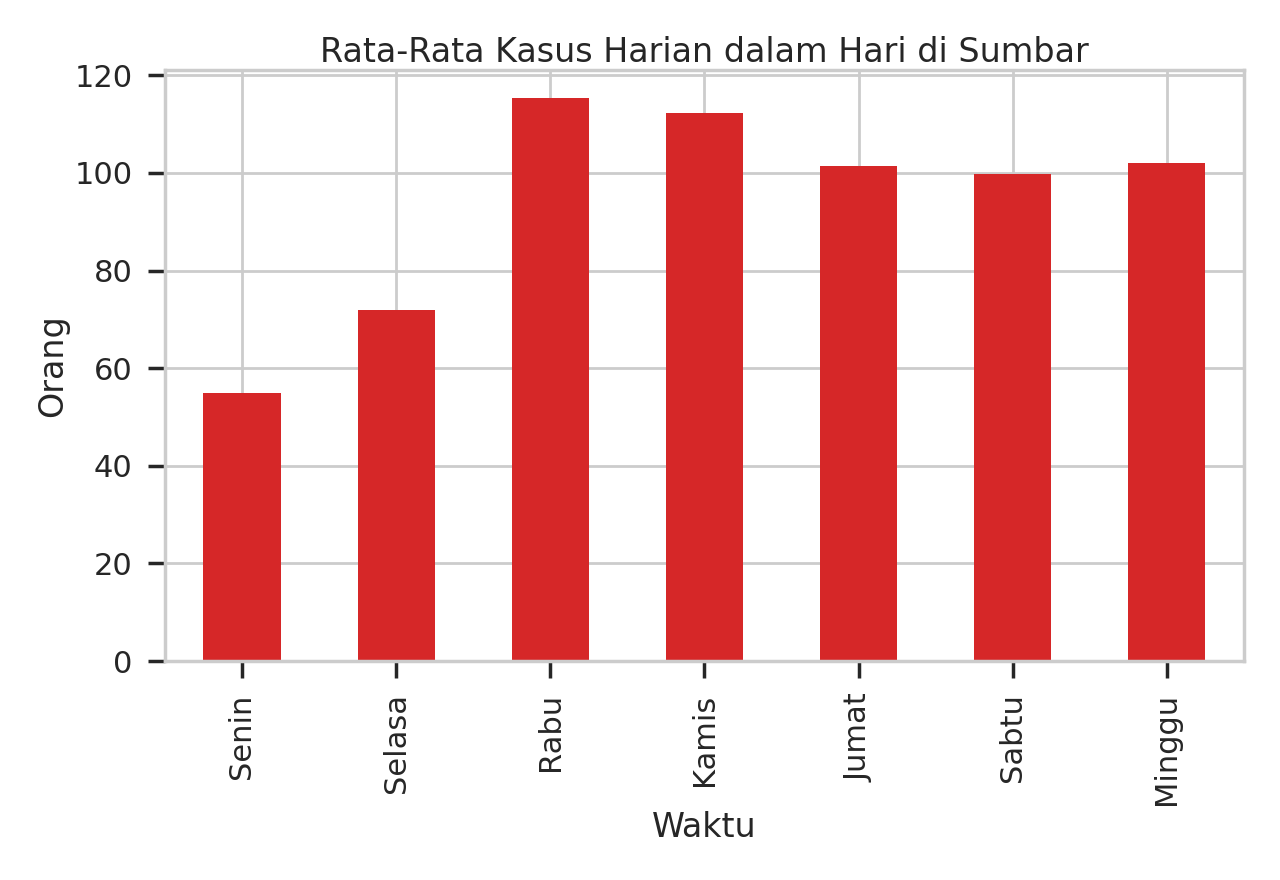 Rata-Rata Kasus Harian dalam Hari di Sumbar
120
100
80
60
40
20
0
Orang
Senin
Selasa
Rabu
Kamis
Jumat
Sabtu
Minggu
Waktu